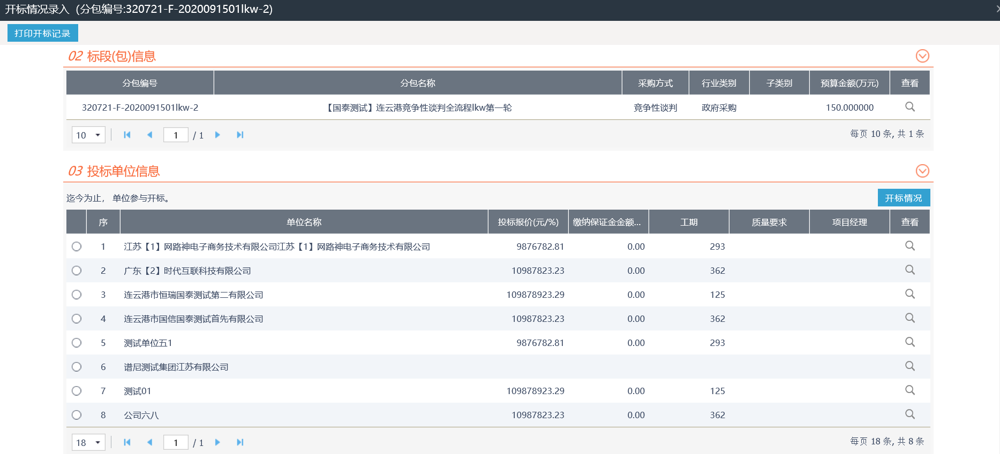 开标情况录入（分包编号:320721-F-2020091501lkw-2)
打印开标记录
02 标段(包)信息
分包编号 分包名称 采购方式 行业类别 子类别 预算金额(万元) 查看
320721-F-2020091501lkw-2 【国泰测试】连云港竞争性谈判全流程lkw第一轮 竞争性谈判 政府采购 150.000000
10 1 / 1 每页 10 条, 共 1 条
03 投标单位信息
迄今为止， 单位参与开标。 开标情况
序 单位名称 投标报价(元/%) 缴纳保证金金额... 工期 质量要求 项目经理 查看
1 江苏【1】网路神电子商务技术有限公司江苏【1】网路神电子商务技术有限公司 9876782.81 0.00 293
2 广东【2】时代互联科技有限公司 10987823.23 0.00 362
3 连云港市恒瑞国泰测试第二有限公司 109878923.29 0.00 125
4 连云港市国信国泰测试首先有限公司 10987823.23 0.00 362
5 测试单位五1 9876782.81 0.00 293
6 谱尼测试集团江苏有限公司
7 测试01 109878923.29 0.00 125
8 公司六八 10987823.23 0.00 362
18 1 / 1 每页 18 条, 共 8 条